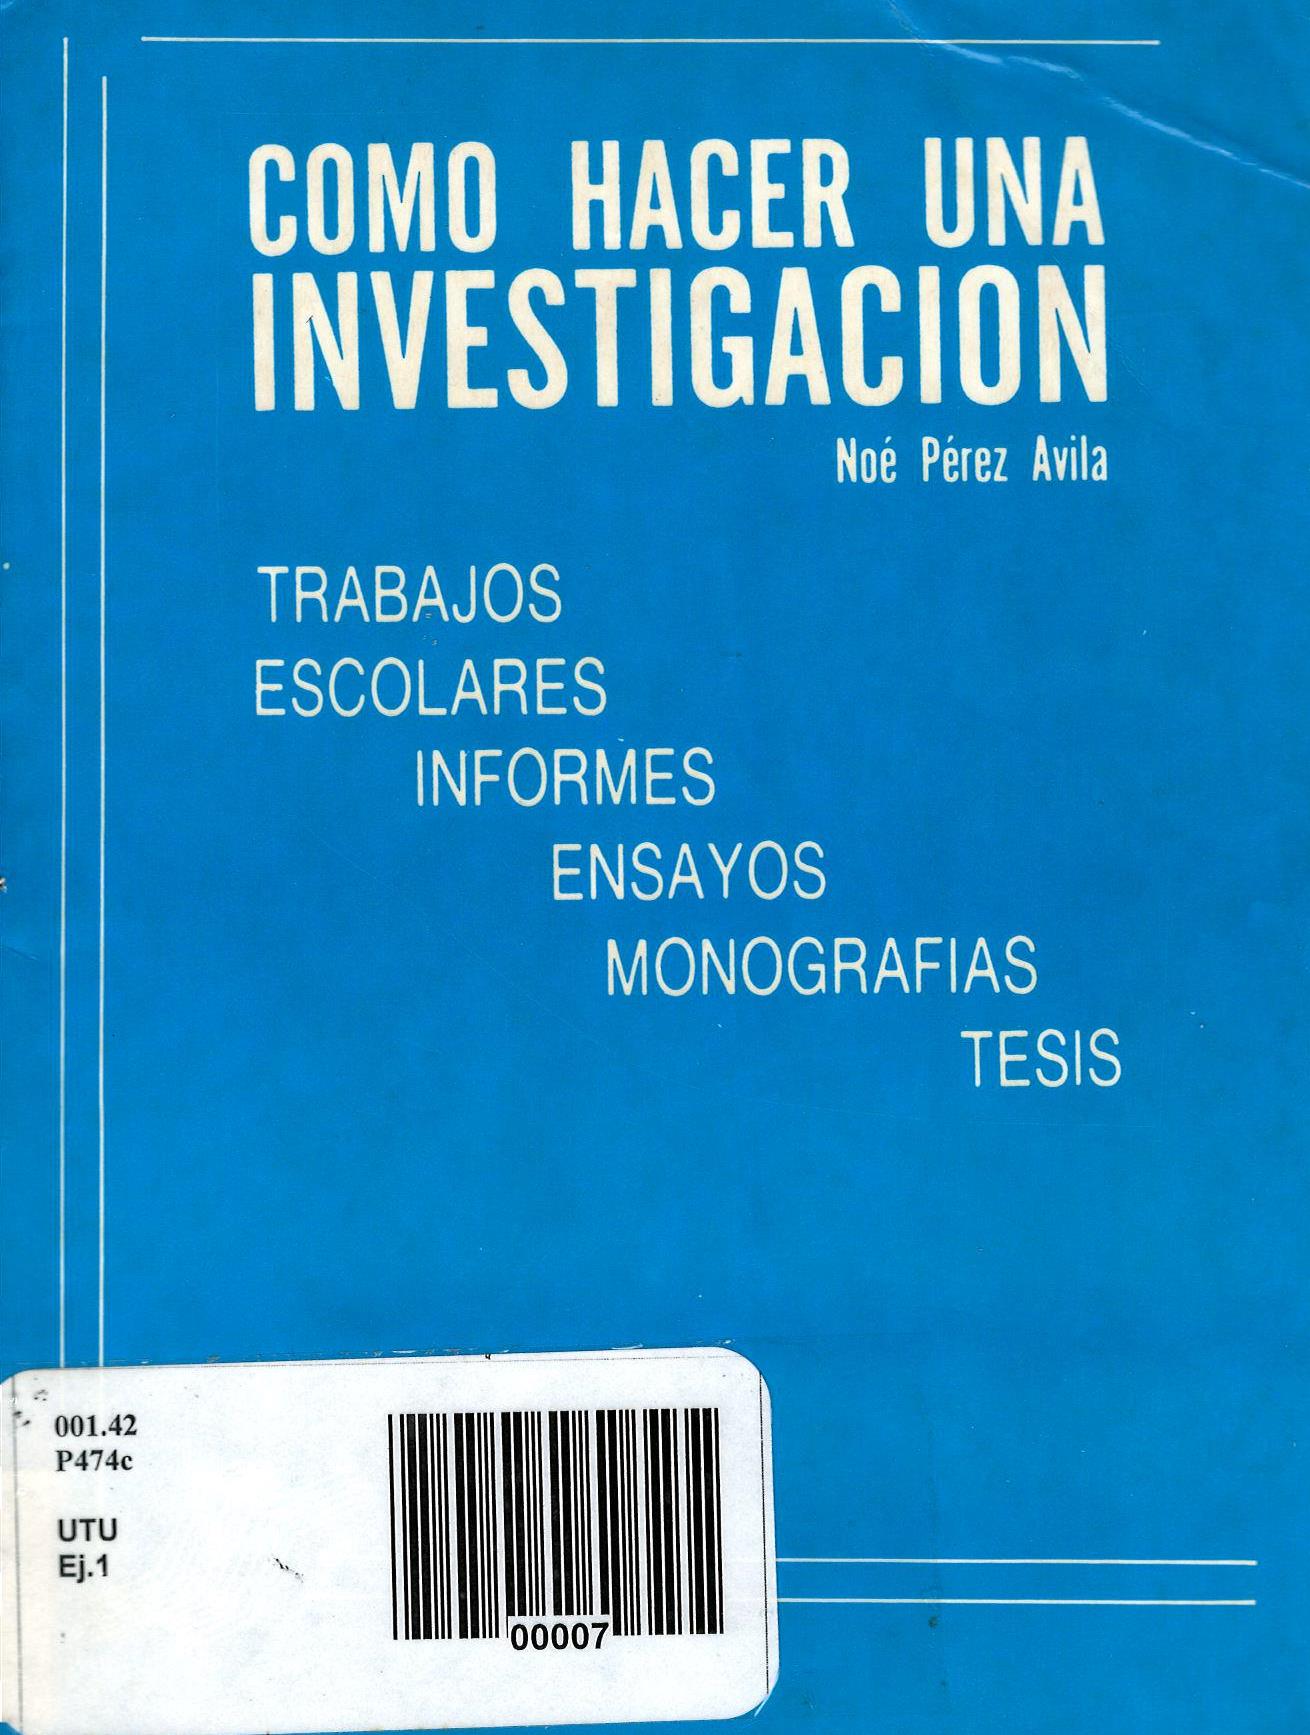 COMO HACER UNA
INVESTIGACION
Noé Pérez Avila
TRABAJOS
ESCOLARES
INFORMES
ENSAYOS
MONOGRAFIAS
TESIS
001.42
P474c
UTU
Ej.1
00007